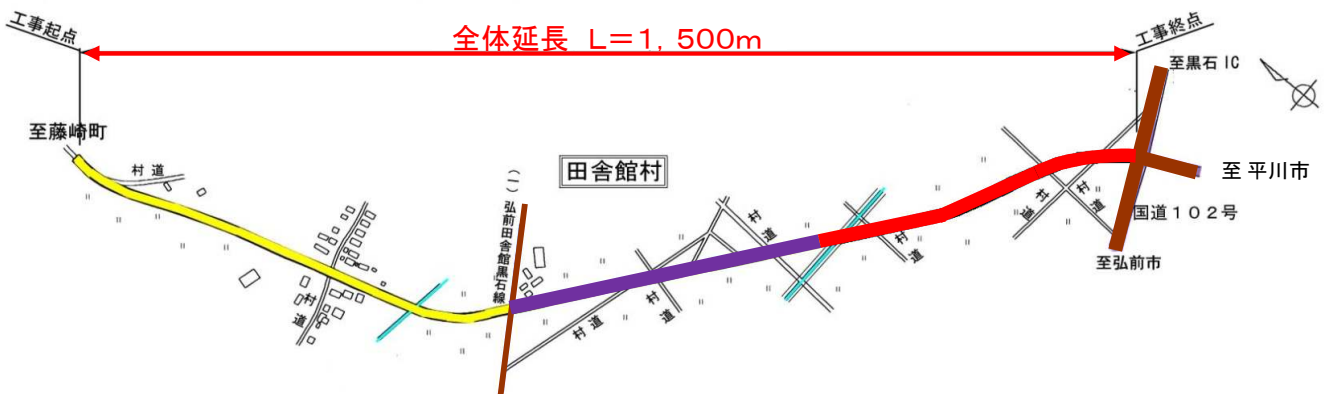 工事起点
全体延長 L=1,500m
工事終点
至黒石IC
至藤崎町
村道
田舎館村
(一)弘前田舎館黒石線
至 平川市
国道102号
至弘前市
村道
村道
村道
村道
村道
村道
村道